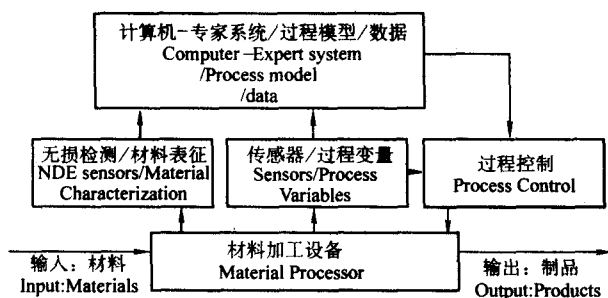 计算机-专家系统/过程模型/数据
Computer-Expert system
/Process model
/data
无损检测/材料表征
NDE sensors/Material
Characterization
传感器/过程变量
Sensors/Process
Variables
过程控制
Process Control
材料加工设备
Material Processor
输入：材料
Input:Materials
输出：制品
Output:Products